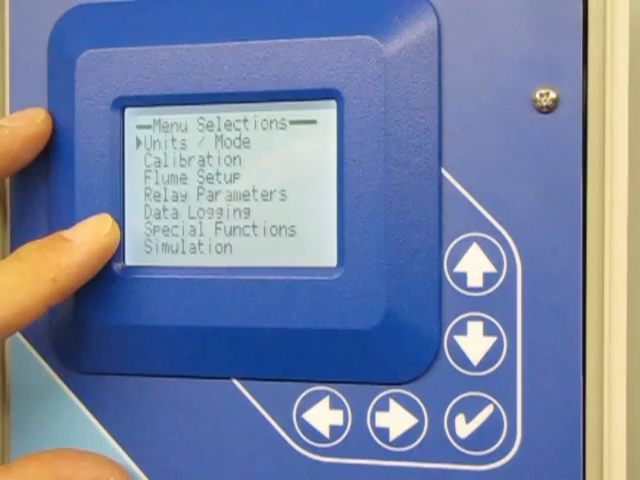 Menu Selections
Units / Mode
Calibration
Flume Setup
Relay Parameters
Data Logging
Special Functions
Simulation